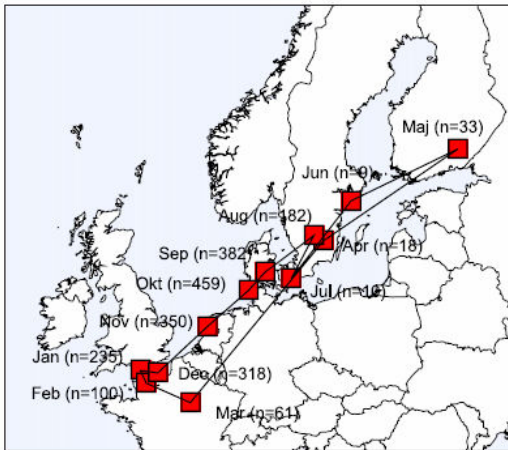 Maj (n=33)
Jun (n=9)
Aug (n=182)
Apr (n=18)
Sep (n=382)
Okt (n=459)
Jul (n=16)
Nov (n=350)
Jan (n=235)
Dec (n=318)
Feb (n=100)
Mar (n=61)